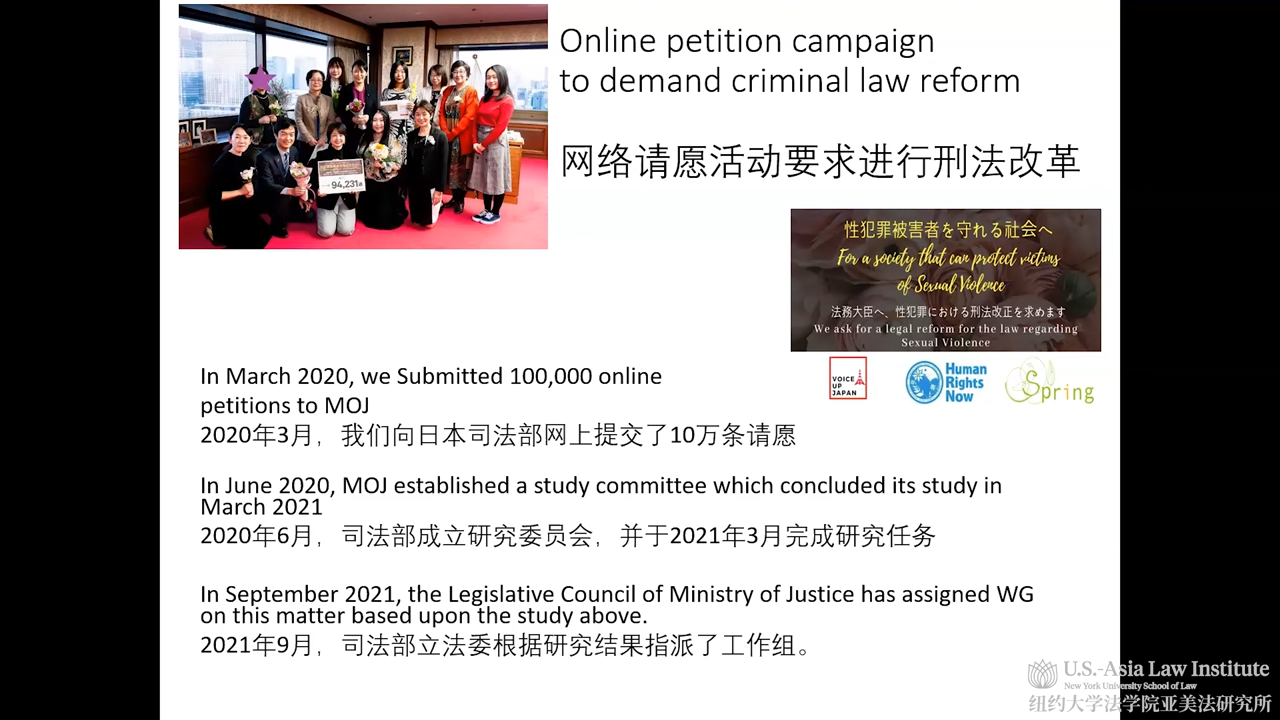 Online petition campaign
to demand criminal law reform
网络请愿活动要求进行刑法改革
94,231
性犯罪被害者を守れる社会へ
For a society that can protect victims
of Sexual Violence
法務大臣へ、性犯罪における刑法改正を求めます
We ask for a legal reform for the law regarding
Sexual Violence
VOICE
UP
JAPAN
Human
Rights
Now
Spring
In March 2020, we Submitted 100,000 online
petitions to MOJ
2020年3月，我们向日本司法部网上提交了10万条请愿
In June 2020, MOJ established a study committee which concluded its study in
March 2021
2020年6月，司法部成立研究委员会，并于2021年3月完成研究任务
In September 2021, the Legislative Council of Ministry of Justice has assigned WG
on this matter based upon the study above.
2021年9月，司法部立法委根据研究结果指派了工作组。
U.S.-Asia Law Institute
New York University School of Law
纽约大学法学院亚美法研究所